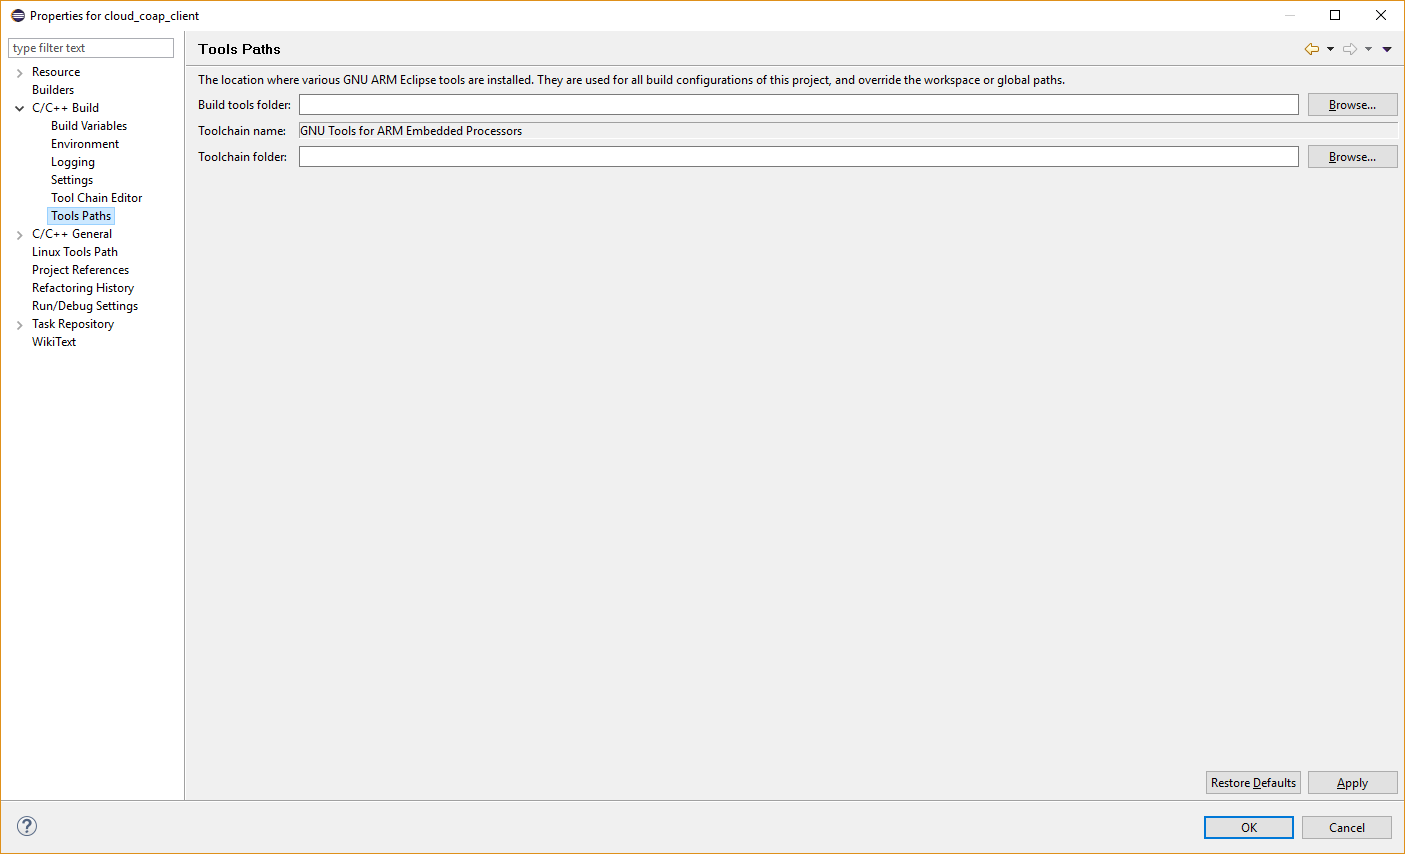 Properties for cloud_coap_client
type filter text
Resource
Builders
C/C++ Build
Build Variables
Environment
Logging
Settings
Tool Chain Editor
Tools Paths
C/C++ General
Linux Tools Path
Project References
Refactoring History
Run/Debug Settings
Task Repository
WikiText
Tools Paths
The location where various GNU ARM Eclipse tools are installed. They are used for all build configurations of this project, and override the workspace or global paths.
Build tools folder:
Browse...
Toolchain name: GNU Tools for ARM Embedded Processors
Toolchain folder:
Browse...
Restore Defaults
Apply
?
OK
Cancel